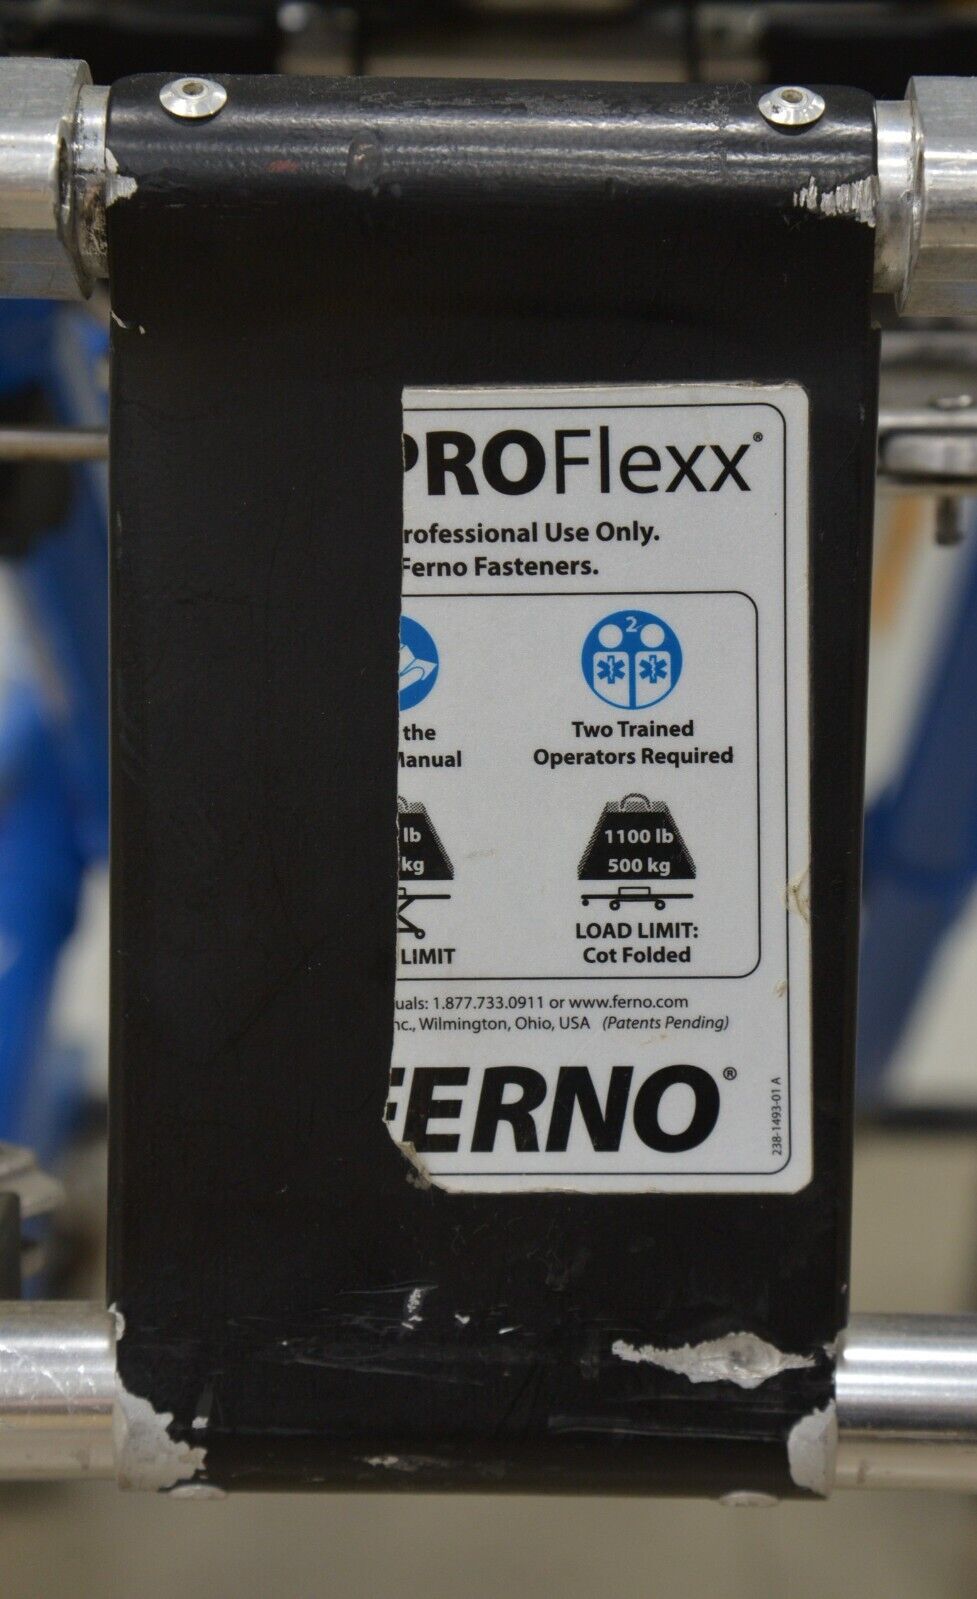 PROFlexx®
rofessional Use Only.
Ferno Fasteners.
2
the
Manual
Two Trained
Operators Required
lb
kg
1100 lb
500 kg
LIMIT
LOAD LIMIT:
Cot Folded
uals: 1.877.733.0911 or www.ferno.com
nc., Wilmington, Ohio, USA (Patents Pending)
FERNO®
238-1493-01 A